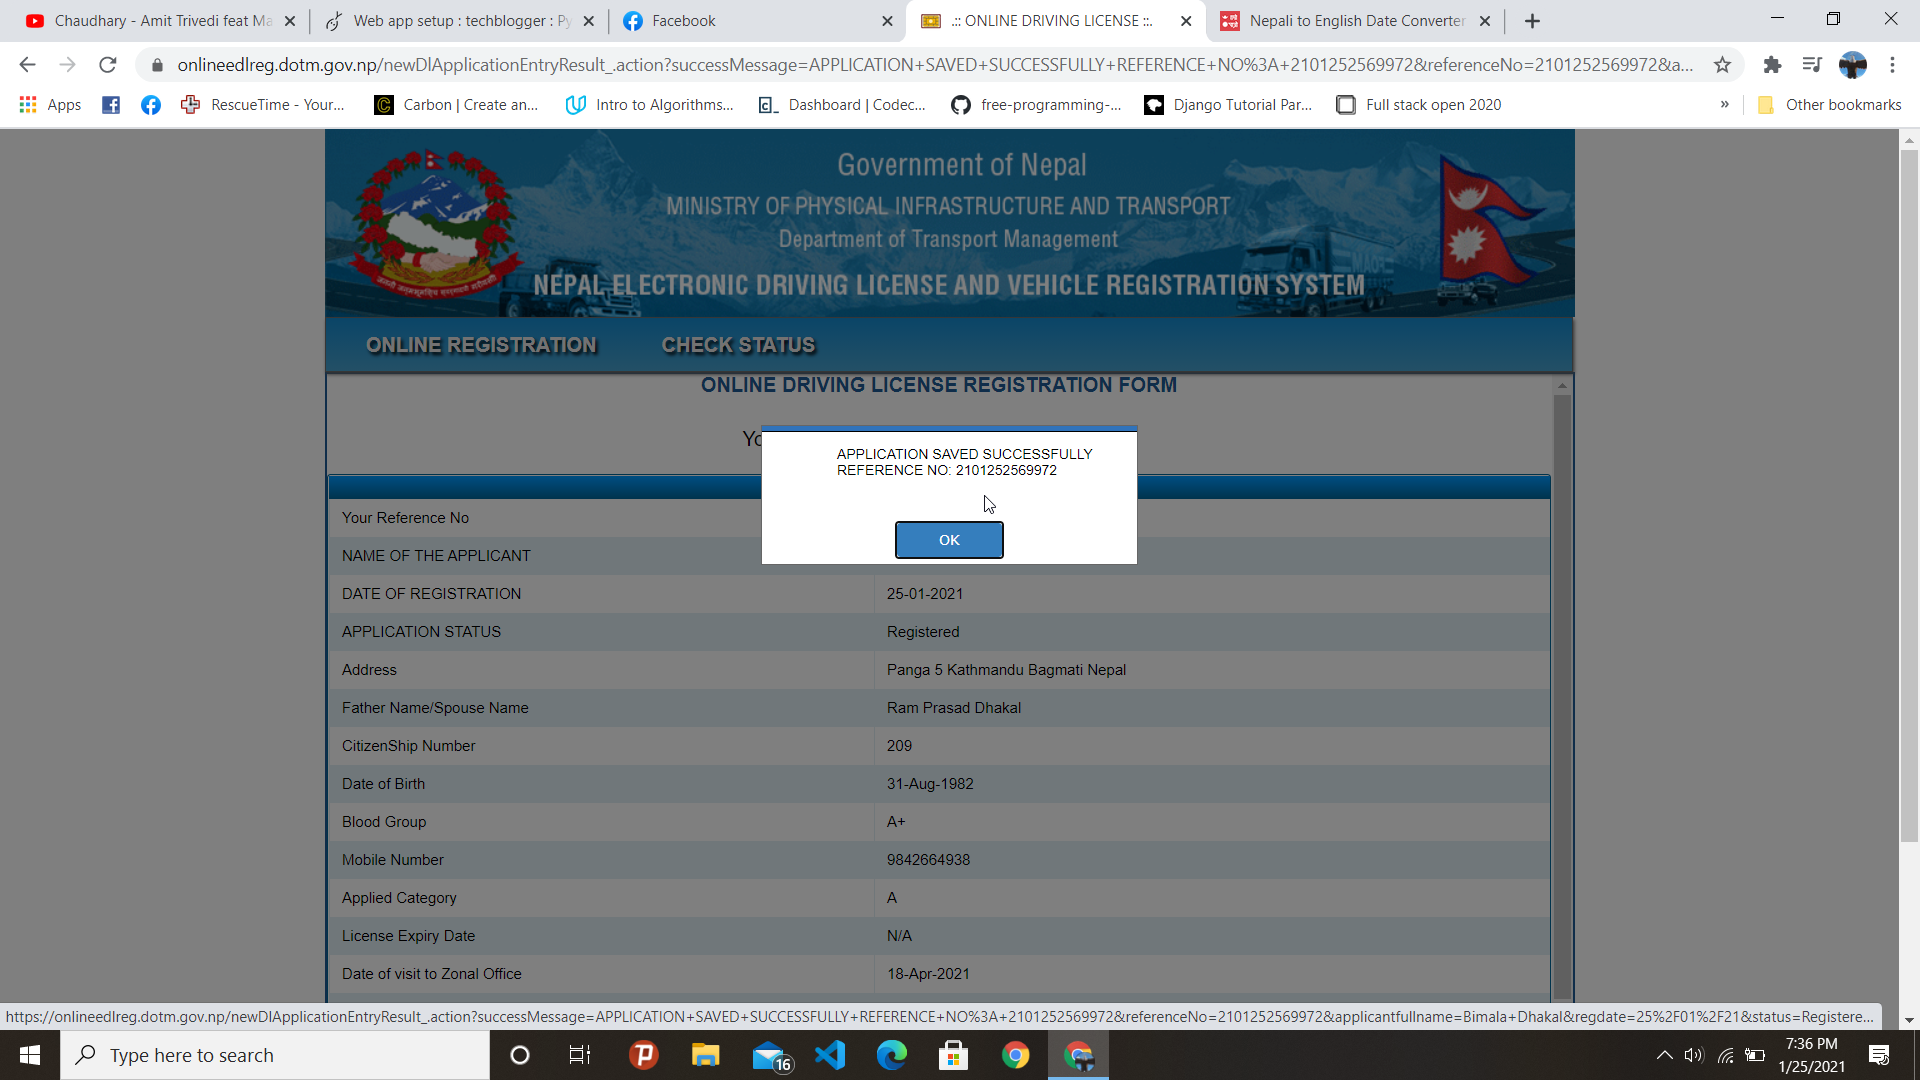 Chaudhary - Amit Trivedi feat Ma
Web app setup : techblogger : Py
Facebook
.:: ONLINE DRIVING LICENSE ::.
Nepali to English Date Converter
onlineedlreg.dotm.gov.np/newDlApplicationEntryResult_.action?successMessage=APPLICATION+SAVED+SUCCESSFULLY+REFERENCE+NO%3A+2101252569972&referenceNo=2101252569972&a...
Apps
RescueTime - Your...
Carbon | Create an...
Intro to Algorithms...
Dashboard | Codec...
free-programming-...
Django Tutorial Par...
Full stack open 2020
»
Other bookmarks
Government of Nepal
MINISTRY OF PHYSICAL INFRASTRUCTURE AND TRANSPORT
Department of Transport Management
NEPAL ELECTRONIC DRIVING LICENSE AND VEHICLE REGISTRATION SYSTEM
ONLINE REGISTRATION
CHECK STATUS
ONLINE DRIVING LICENSE REGISTRATION FORM
Yo
APPLICATION SAVED SUCCESSFULLY
REFERENCE NO: 2101252569972
OK
Your Reference No
NAME OF THE APPLICANT
DATE OF REGISTRATION 25-01-2021
APPLICATION STATUS Registered
Address Panga 5 Kathmandu Bagmati Nepal
Father Name/Spouse Name Ram Prasad Dhakal
CitizenShip Number 209
Date of Birth 31-Aug-1982
Blood Group A+
Mobile Number 9842664938
Applied Category A
License Expiry Date N/A
Date of visit to Zonal Office 18-Apr-2021
https://onlineedlreg.dotm.gov.np/newDlApplicationEntryResult_.action?successMessage=APPLICATION+SAVED+SUCCESSFULLY+REFERENCE+NO%3A+2101252569972&referenceNo=2101252569972&applicantfullname=Bimala+Dhakal&regdate=25%2F01%2F21&status=Registere...
Type here to search
16
7:36 PM
1/25/2021